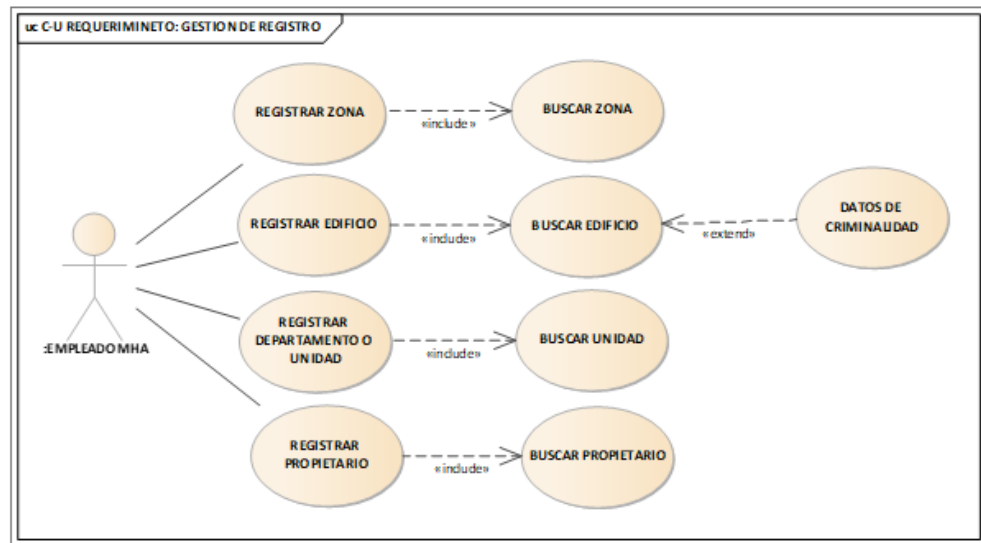 uc C-U REQUERIMINETO: GESTION DE REGISTRO
REGISTRAR ZONA
«include»
BUSCAR ZONA
REGISTRAR EDIFICIO
«include»
BUSCAR EDIFICIO
«extend»
DATOS DE
CRIMINALIDAD
:EMPLEADO MHA
REGISTRAR
DEPARTAMENTO O
UNIDAD
«include»
BUSCAR UNIDAD
REGISTRAR
PROPIETARIO
«include»
BUSCAR PROPIETARIO